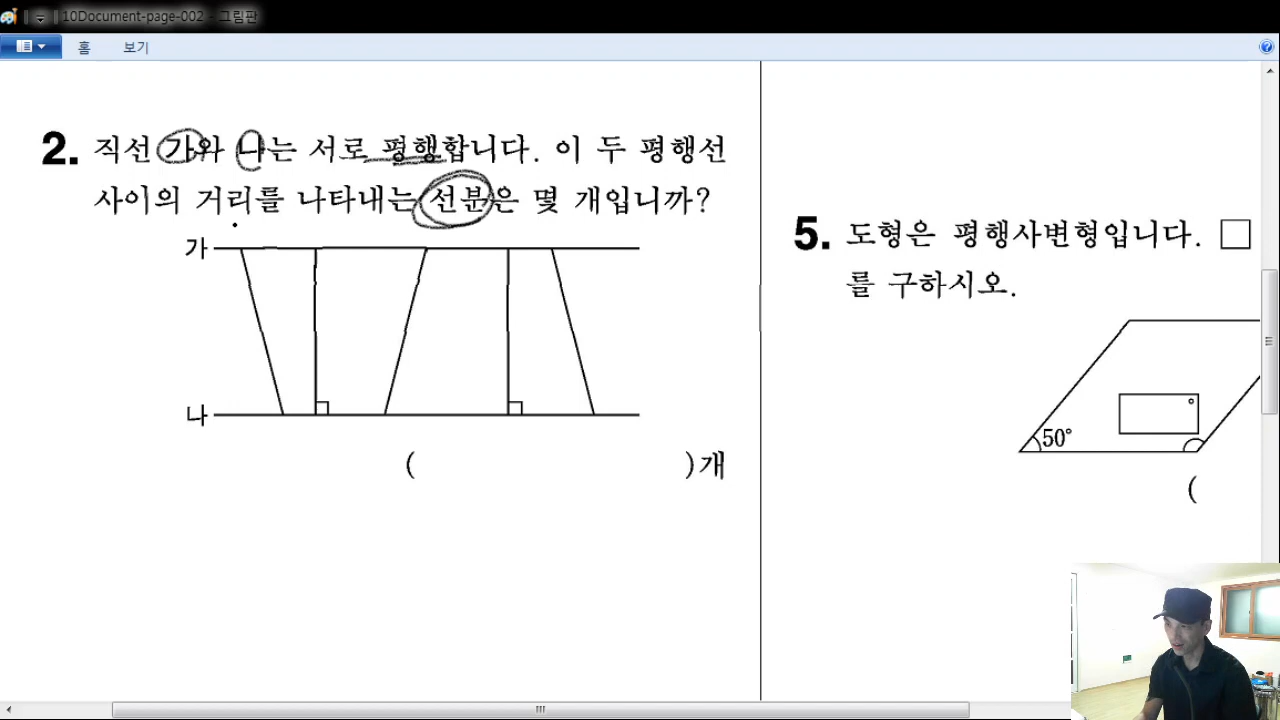 10Document-page-002 - 그림판
홈 보기
2. 직선 가와 나는 서로 평행합니다. 이 두 평행선
사이의 거리를 나타내는 선분은 몇 개입니까?
가
나
( )개
5. 도형은 평행사변형입니다. □
를 구하시오.
50°
°
(